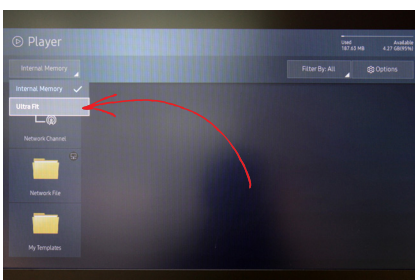 Player
Used
187.63 MB
Available
4.27 GB(95%)
Internal Memory
Filter By: All
Options
Internal Memory
Ultra Fit
Network Channel
Network File
My Templates